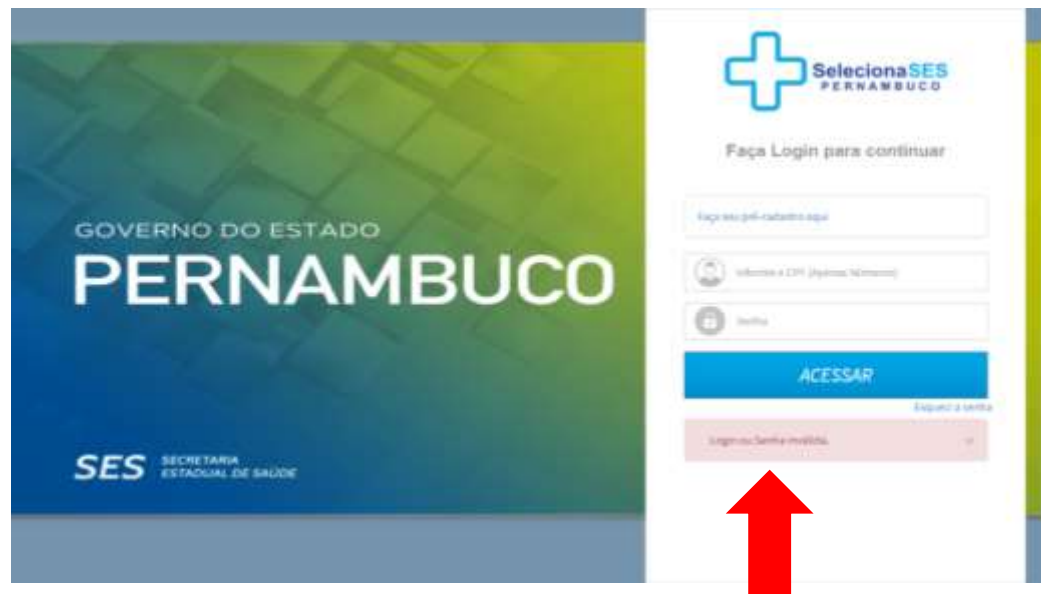 SelecionaSES
PERNAMBUCO
Faça Login para continuar
Faça seu pré-cadastro aqui
GOVERNO DO ESTADO
PERNAMBUCO
Informe o CPF (Apenas Números)
Senha
ACESSAR
Esqueci a senha
Login ou Senha inválida.
SES SECRETARIA
ESTADUAL DE SAÚDE